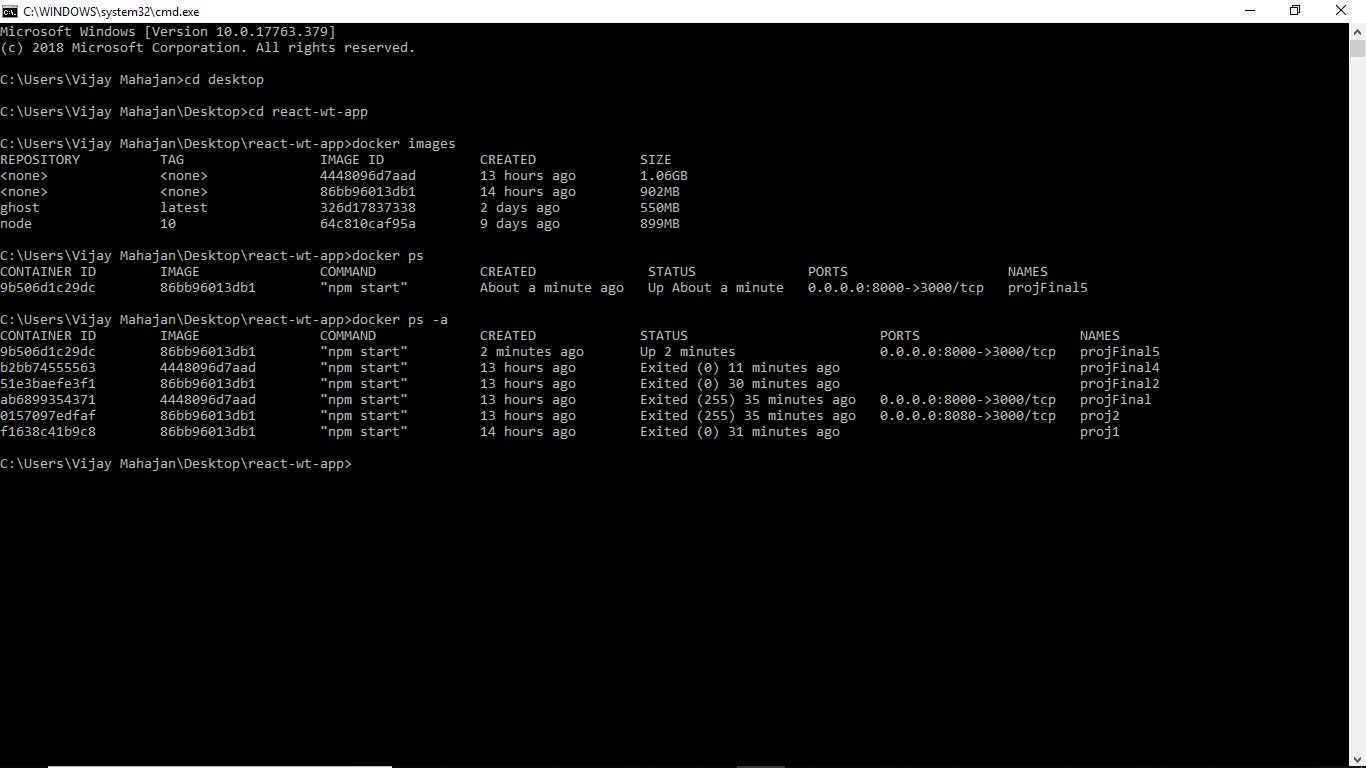 C:\WINDOWS\system32\cmd.exe
Microsoft Windows [Version 10.0.17763.379]
(c) 2018 Microsoft Corporation. All rights reserved.
C:\Users\Vijay Mahajan>cd desktop
C:\Users\Vijay Mahajan\Desktop>cd react-wt-app
C:\Users\Vijay Mahajan\Desktop\react-wt-app>docker images
REPOSITORY          TAG                 IMAGE ID            CREATED             SIZE
<none>              <none>              4448096d7aad        13 hours ago        1.06GB
<none>              <none>              86bb96013db1        14 hours ago        902MB
ghost               latest              326d17837338        2 days ago          550MB
node                10                  64c810caf95a        9 days ago          899MB
C:\Users\Vijay Mahajan\Desktop\react-wt-app>docker ps
CONTAINER ID        IMAGE               COMMAND             CREATED              STATUS              PORTS                    NAMES
9b506d1c29dc        86bb96013db1        "npm start"         About a minute ago   Up About a minute   0.0.0.0:8000->3000/tcp   projFinal5
C:\Users\Vijay Mahajan\Desktop\react-wt-app>docker ps -a
CONTAINER ID        IMAGE               COMMAND             CREATED             STATUS                        PORTS                    NAMES
9b506d1c29dc        86bb96013db1        "npm start"         2 minutes ago       Up 2 minutes                  0.0.0.0:8000->3000/tcp   projFinal5
b2bb74555563        4448096d7aad        "npm start"         13 hours ago        Exited (0) 11 minutes ago                              projFinal4
51e3baefe3f1        86bb96013db1        "npm start"         13 hours ago        Exited (0) 30 minutes ago                              projFinal2
ab6899354371        4448096d7aad        "npm start"         13 hours ago        Exited (255) 35 minutes ago   0.0.0.0:8000->3000/tcp   projFinal
0157097edfaf        86bb96013db1        "npm start"         13 hours ago        Exited (255) 35 minutes ago   0.0.0.0:8080->3000/tcp   proj2
f1638c41b9c8        86bb96013db1        "npm start"         14 hours ago        Exited (0) 31 minutes ago                              proj1
C:\Users\Vijay Mahajan\Desktop\react-wt-app>